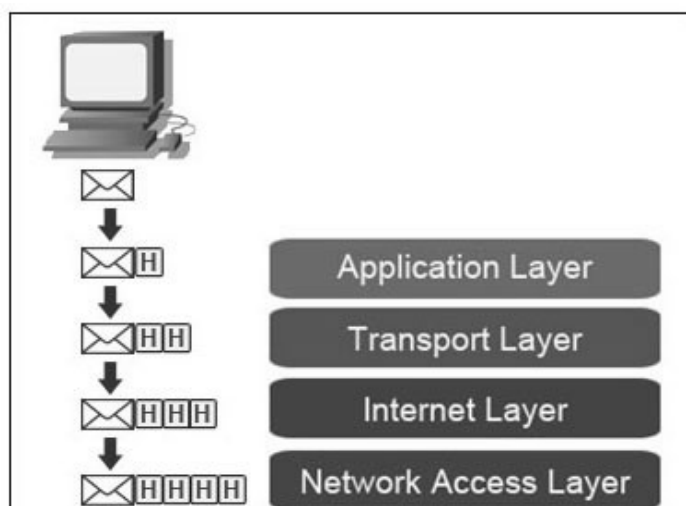 H Application Layer
HH Transport Layer
HHH Internet Layer
HHHH Network Access Layer